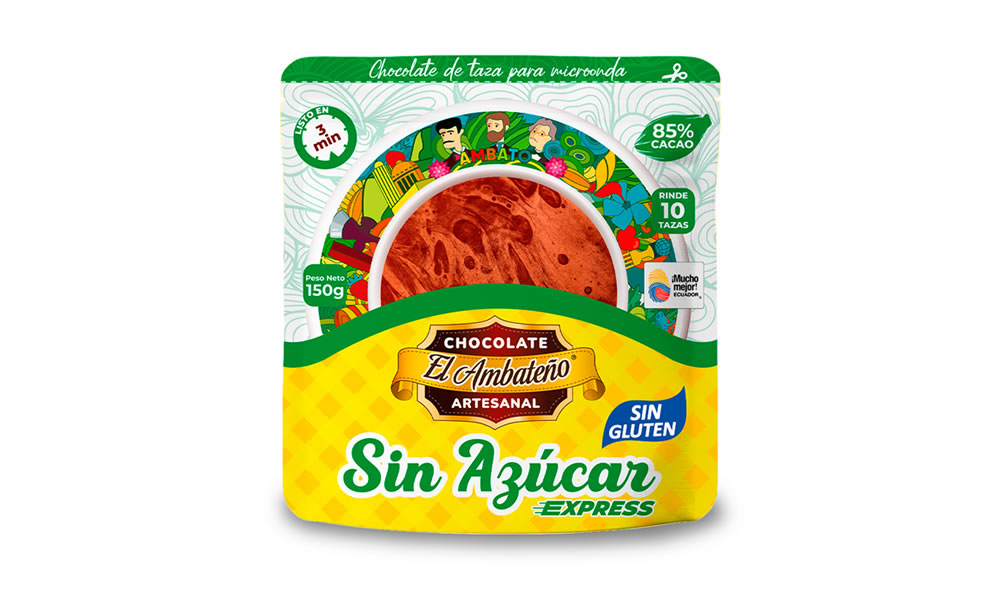 Chocolate de taza para microonda
LISTO EN
3
min
AMBATO
85%
CACAO
RINDE
10
TAZAS
Peso Neto
150g
¡Mucho
mejor!
ECUADOR
CHOCOLATE
El Ambateño®
ARTESANAL
SIN
GLUTEN
Sin Azúcar
EXPRESS